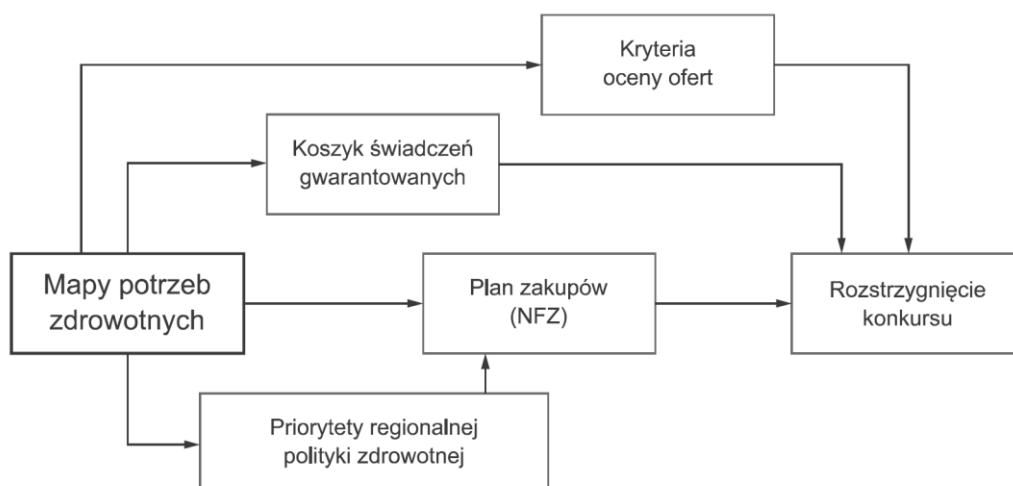 Kryteria
oceny ofert
Koszyk świadczeń
gwarantowanych
Mapy potrzeb
zdrowotnych
Plan zakupów
(NFZ)
Rozstrzygnięcie
konkursu
Priorytety regionalnej
polityki zdrowotnej